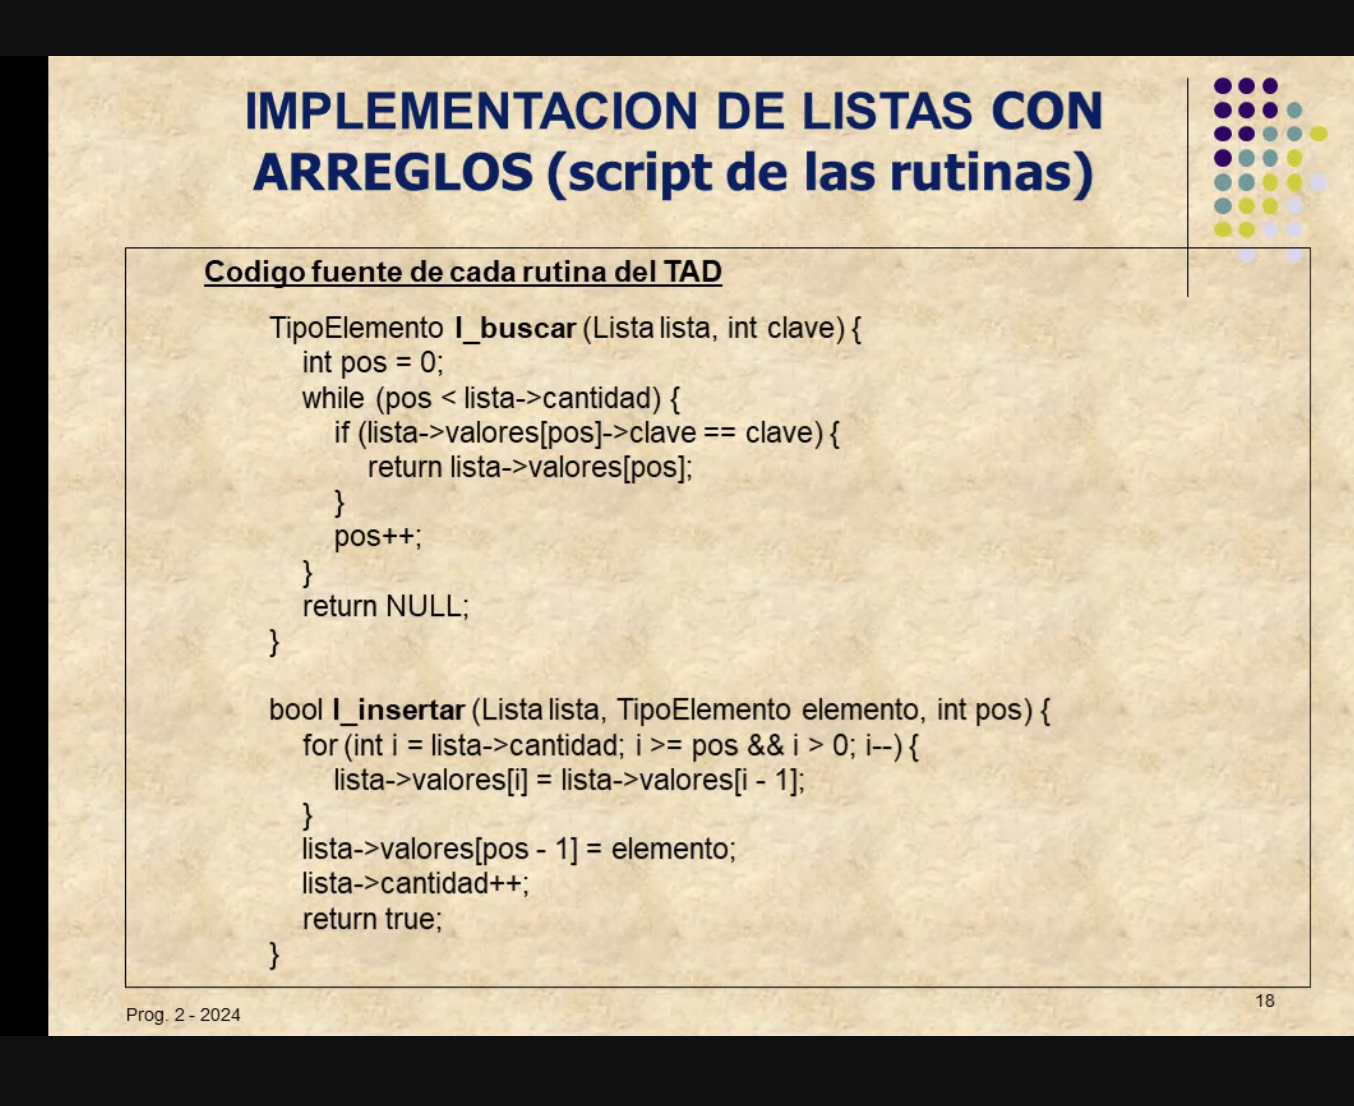 IMPLEMENTACION DE LISTAS CON
ARREGLOS (script de las rutinas)
Codigo fuente de cada rutina del TAD
TipoElemento l_buscar (Lista lista, int clave) {
int pos = 0;
while (pos < lista->cantidad) {
if (lista->valores[pos]->clave == clave) {
return lista->valores[pos];
}
pos++;
}
return NULL;
}
bool l_insertar (Lista lista, TipoElemento elemento, int pos) {
for (int i = lista->cantidad; i >= pos && i > 0; i--) {
lista->valores[i] = lista->valores[i - 1];
}
lista->valores[pos - 1] = elemento;
lista->cantidad++;
return true;
}
Prog. 2 - 2024
18